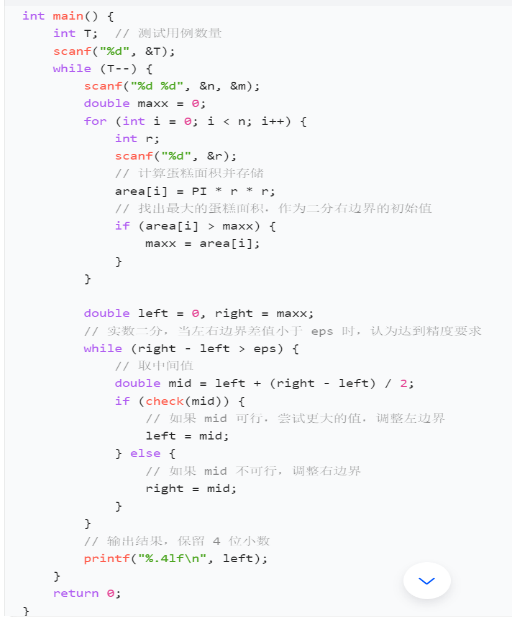 int main() {
    int T;  // 测试用例数量
    scanf("%d", &T);
    while (T--) {
        scanf("%d %d", &n, &m);
        double maxx = 0;
        for (int i = 0; i < n; i++) {
            int r;
            scanf("%d", &r);
            // 计算蛋糕面积并存储
            area[i] = PI * r * r;
            // 找出最大的蛋糕面积，作为二分右边界的初始值
            if (area[i] > maxx) {
                maxx = area[i];
            }
        }

        double left = 0, right = maxx;
        // 实数二分，当左右边界差值小于 eps 时，认为达到精度要求
        while (right - left > eps) {
            // 取中间值
            double mid = left + (right - left) / 2;
            if (check(mid)) {
                // 如果 mid 可行，尝试更大的值，调整左边界
                left = mid;
            } else {
                // 如果 mid 不可行，调整右边界
                right = mid;
            }
        }
        // 输出结果，保留 4 位小数
        printf("%.4lf\n", left);
    }
    return 0;
}